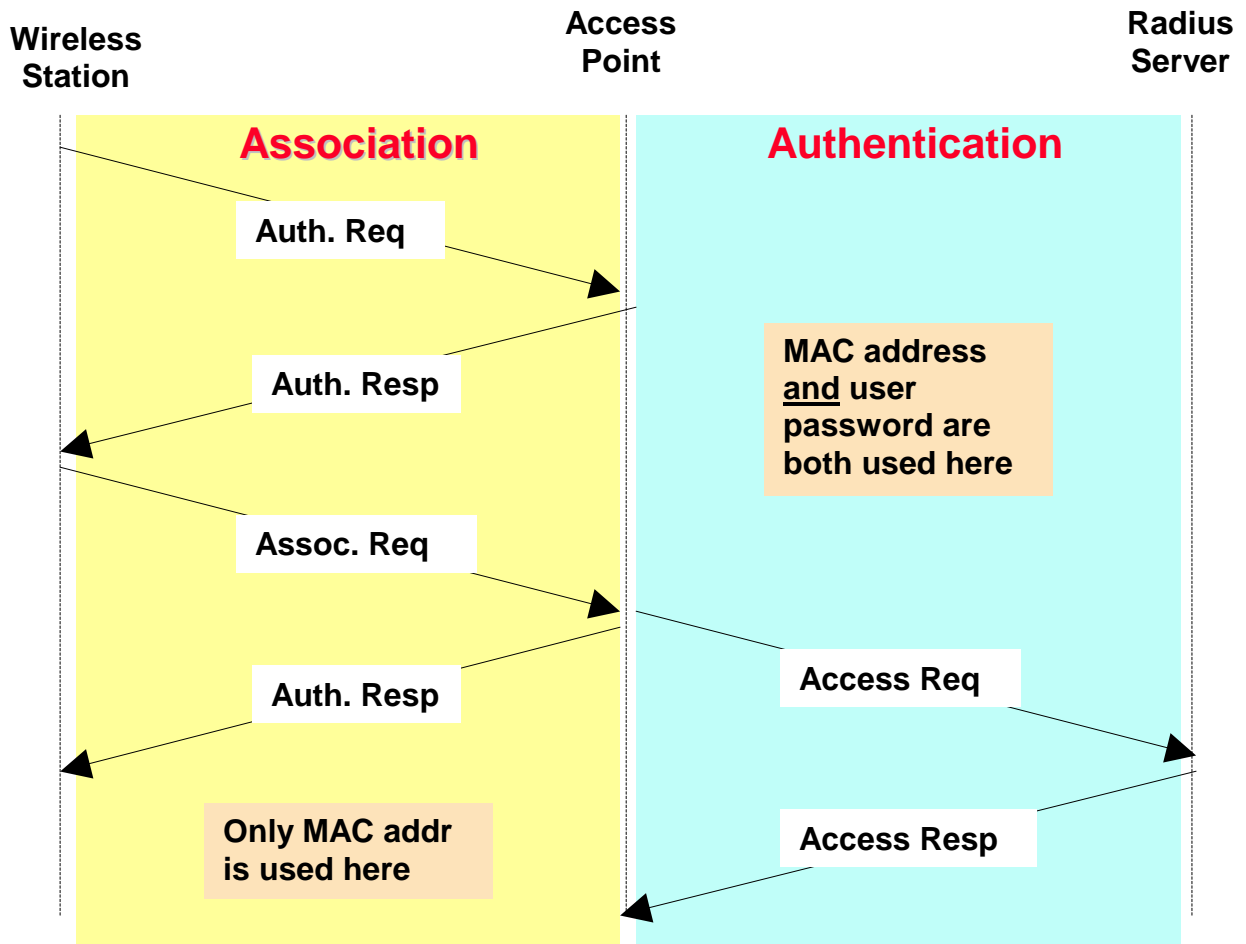 Wireless
Station
Access
Point
Radius
Server
Association
Authentication
Auth. Req
Auth. Resp
MAC address
and user
password are
both used here
Assoc. Req
Auth. Resp
Access Req
Only MAC addr
is used here
Access Resp